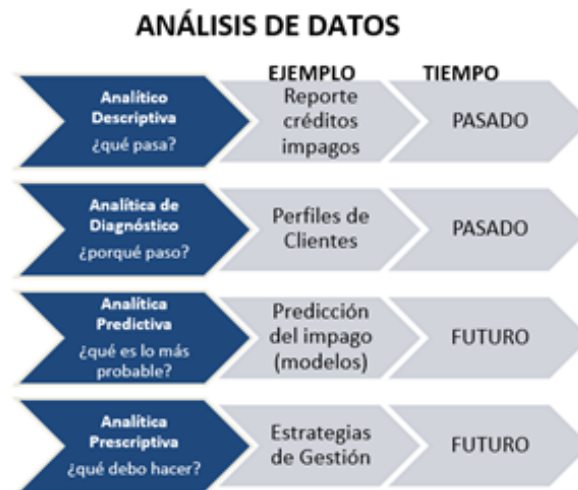 ANÁLISIS DE DATOS
EJEMPLO
TIEMPO
Analítico
Descriptiva
¿qué pasa?
Reporte
créditos
impagos
PASADO
Analítica de
Diagnóstico
¿porqué paso?
Perfiles de
Clientes
PASADO
Analítica
Predictiva
¿qué es lo más
probable?
Predicción
del impago
(modelos)
FUTURO
Analítica
Prescriptiva
¿qué debo hacer?
Estrategias
de Gestión
FUTURO